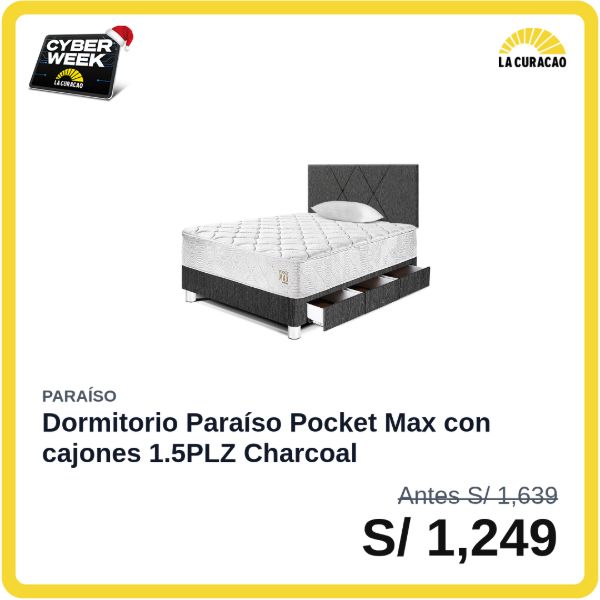 CYBER
WEEK
LA CURACAO
LA CURACAO
PARAÍSO
Dormitorio Paraíso Pocket Max con
cajones 1.5PLZ Charcoal
Antes S/ 1,639
S/ 1,249